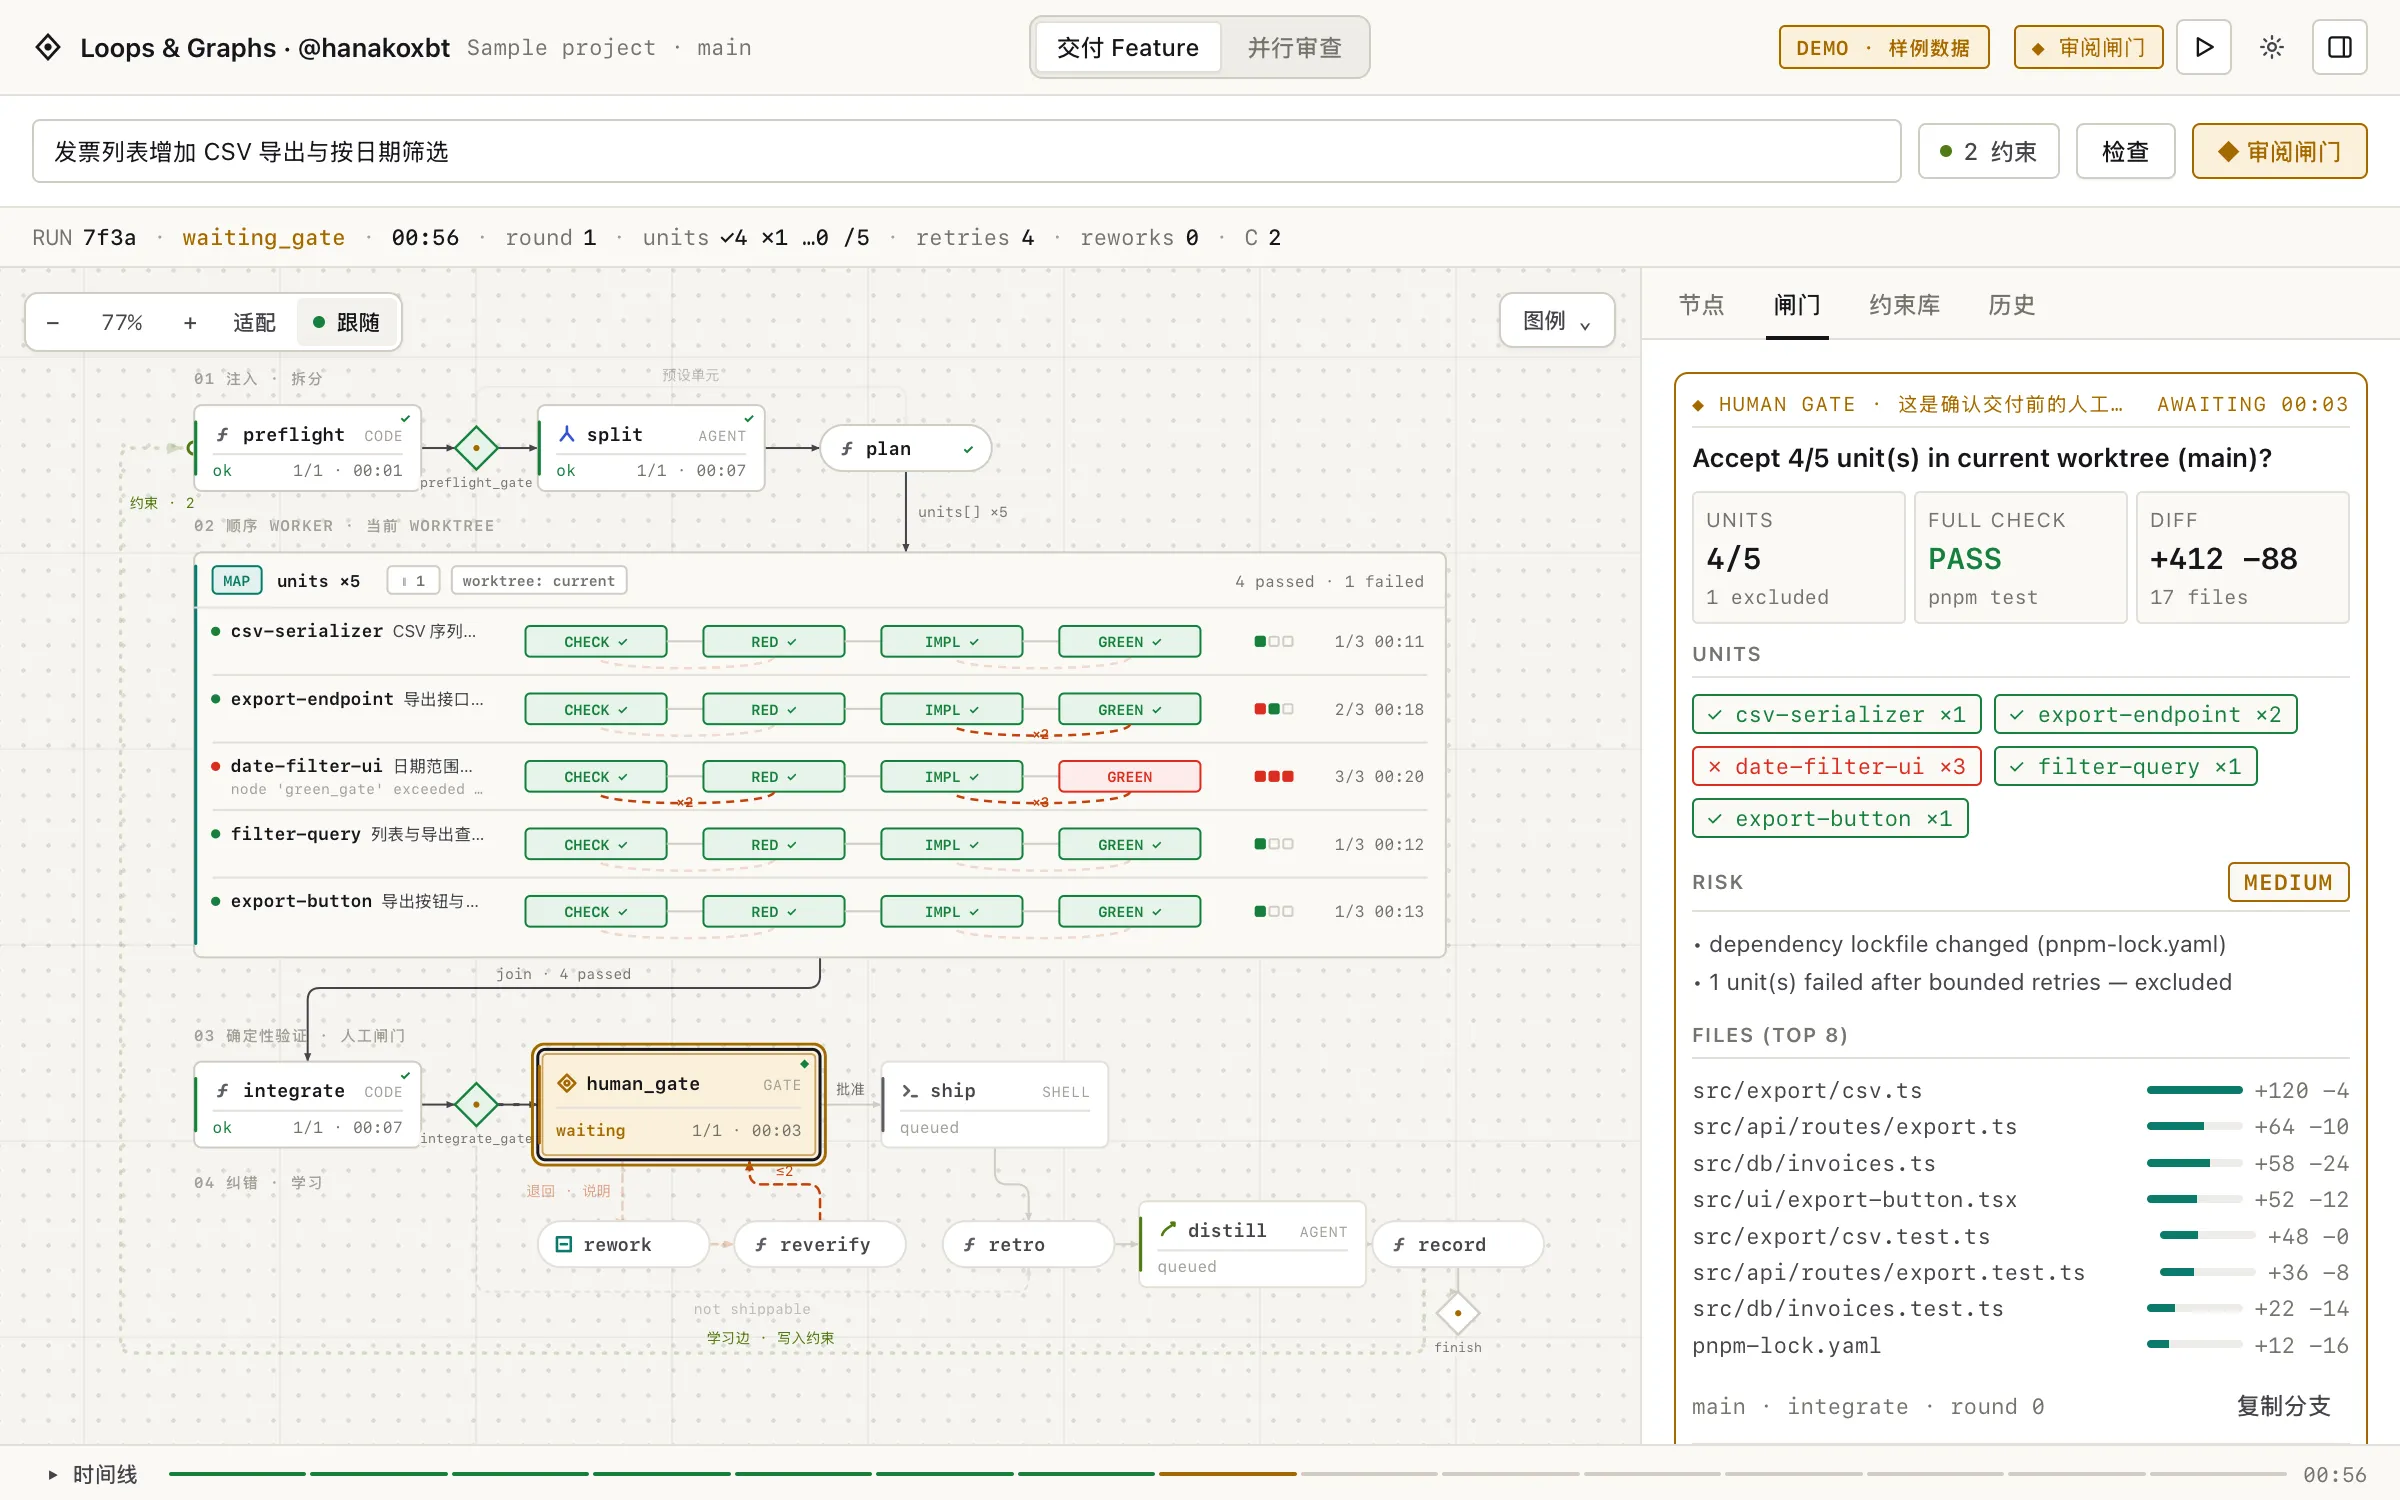 Loops & Graphs · @hanakoxbt Sample project · main
交付 Feature 并行审查
DEMO · 样例数据 ◆ 审阅闸门
发票列表增加 CSV 导出与按日期筛选
2 约束 检查 ◆ 审阅闸门
RUN 7f3a · waiting_gate · 00:56 · round 1 · units ✓4 ×1 …0 /5 · retries 4 · reworks 0 · C 2
− 77% + 适配 跟随
图例
01 注入 · 拆分
预设单元
preflight CODE
ok 1/1 · 00:01
preflight_gate
split AGENT
ok 1/1 · 00:07
plan ✓
约束 · 2
units[] ×5
02 顺序 WORKER · 当前 WORKTREE
MAP units ×5 1 worktree: current 4 passed · 1 failed
csv-serializer CSV 序列… CHECK ✓ RED ✓ IMPL ✓ GREEN ✓ 1/3 00:11
export-endpoint 导出接口… CHECK ✓ RED ✓ IMPL ✓ GREEN ✓ 2/3 00:18
×2
date-filter-ui 日期范围… CHECK ✓ RED ✓ IMPL ✓ GREEN 3/3 00:20
node 'green_gate' exceeded …
×2 ×3
filter-query 列表与导出查… CHECK ✓ RED ✓ IMPL ✓ GREEN ✓ 1/3 00:12
export-button 导出按钮与… CHECK ✓ RED ✓ IMPL ✓ GREEN ✓ 1/3 00:13
join · 4 passed
03 确定性验证 · 人工闸门
integrate CODE
ok 1/1 · 00:07
integrate_gate
human_gate GATE
waiting 1/1 · 00:03
批准
ship SHELL
queued
04 纠错 · 学习
退回 · 说明
≤2
rework
reverify
retro
distill AGENT
queued
record
not shippable
学习边 · 写入约束
finish
节点 闸门 约束库 历史
◆ HUMAN GATE · 这是确认交付前的人工… AWAITING 00:03
Accept 4/5 unit(s) in current worktree (main)?
UNITS
4/5
1 excluded
FULL CHECK
PASS
pnpm test
DIFF
+412 −88
17 files
UNITS
✓ csv-serializer ×1 ✓ export-endpoint ×2
× date-filter-ui ×3 ✓ filter-query ×1
✓ export-button ×1
RISK MEDIUM
• dependency lockfile changed (pnpm-lock.yaml)
• 1 unit(s) failed after bounded retries — excluded
FILES (TOP 8)
src/export/csv.ts +120 −4
src/api/routes/export.ts +64 −10
src/db/invoices.ts +58 −24
src/ui/export-button.tsx +52 −12
src/export/csv.test.ts +48 −0
src/api/routes/export.test.ts +36 −8
src/db/invoices.test.ts +22 −14
pnpm-lock.yaml +12 −16
main · integrate · round 0 复制分支
▸ 时间线 00:56